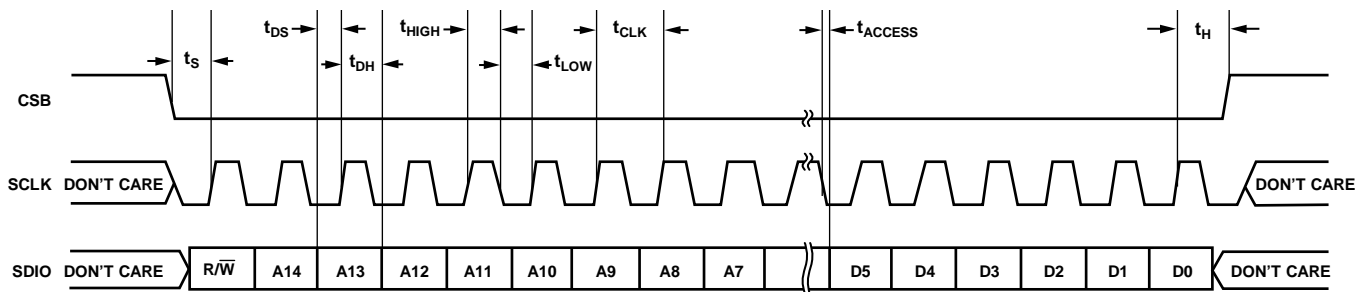 tDS
tHIGH
tCLK
tACCESS
tH
tS
tDH
tLOW
CSB
SCLK DON'T CARE
DON'T CARE
SDIO DON'T CARE R/W̅ A14 A13 A12 A11 A10 A9 A8 A7 D5 D4 D3 D2 D1 D0 DON'T CARE